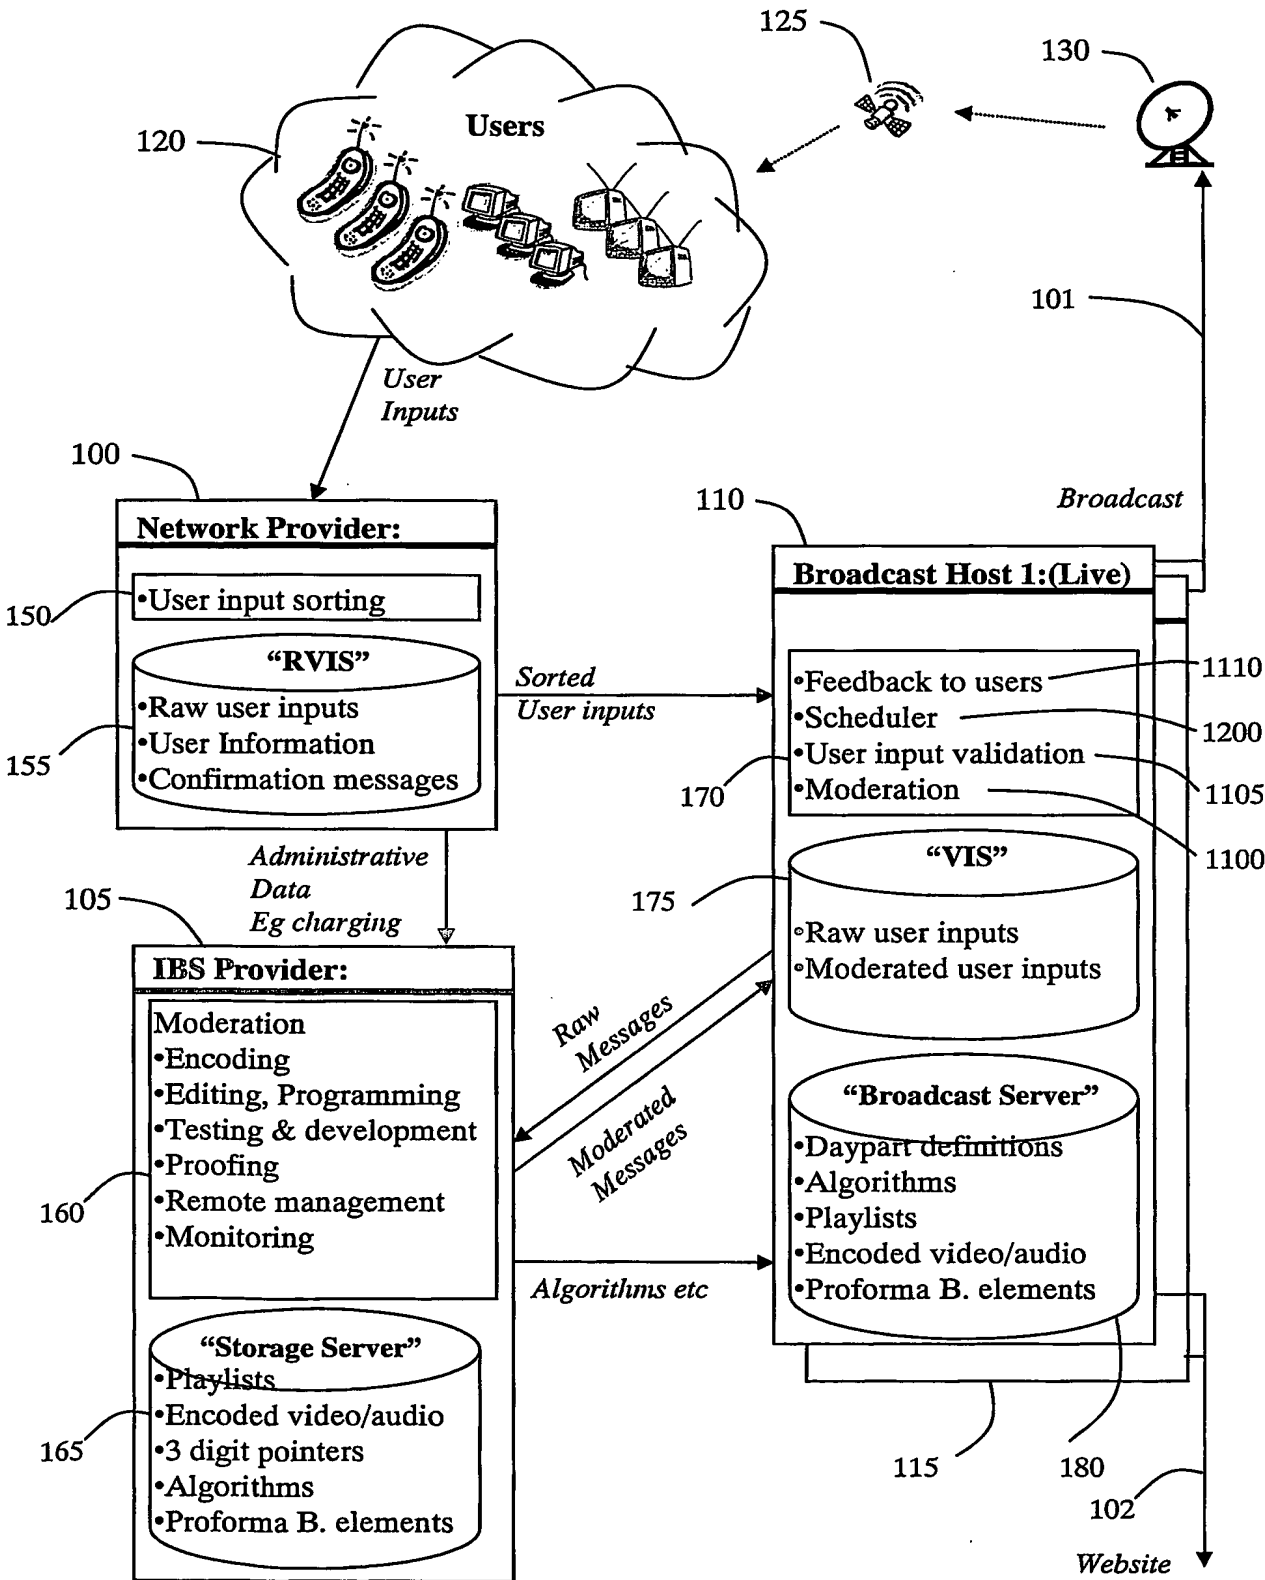 125
130
120
Users
101
User
Inputs
100
110
Broadcast
Network Provider:
Broadcast Host 1:(Live)
150
•User input sorting
“RVIS”
•Raw user inputs
•User Information
•Confirmation messages
155
Sorted
User inputs
•Feedback to users
•Scheduler
•User input validation
•Moderation
1110
1200
1105
1100
170
Administrative
Data
Eg charging
“VIS”
175
•Raw user inputs
•Moderated user inputs
105
IBS Provider:
Moderation
•Encoding
•Editing, Programming
•Testing & development
•Proofing
•Remote management
•Monitoring
160
Raw
Messages
Moderated
Messages
“Broadcast Server”
•Daypart definitions
•Algorithms
•Playlists
•Encoded video/audio
•Proforma B. elements
Algorithms etc
“Storage Server”
•Playlists
•Encoded video/audio
•3 digit pointers
•Algorithms
•Proforma B. elements
165
115
180
102
Website